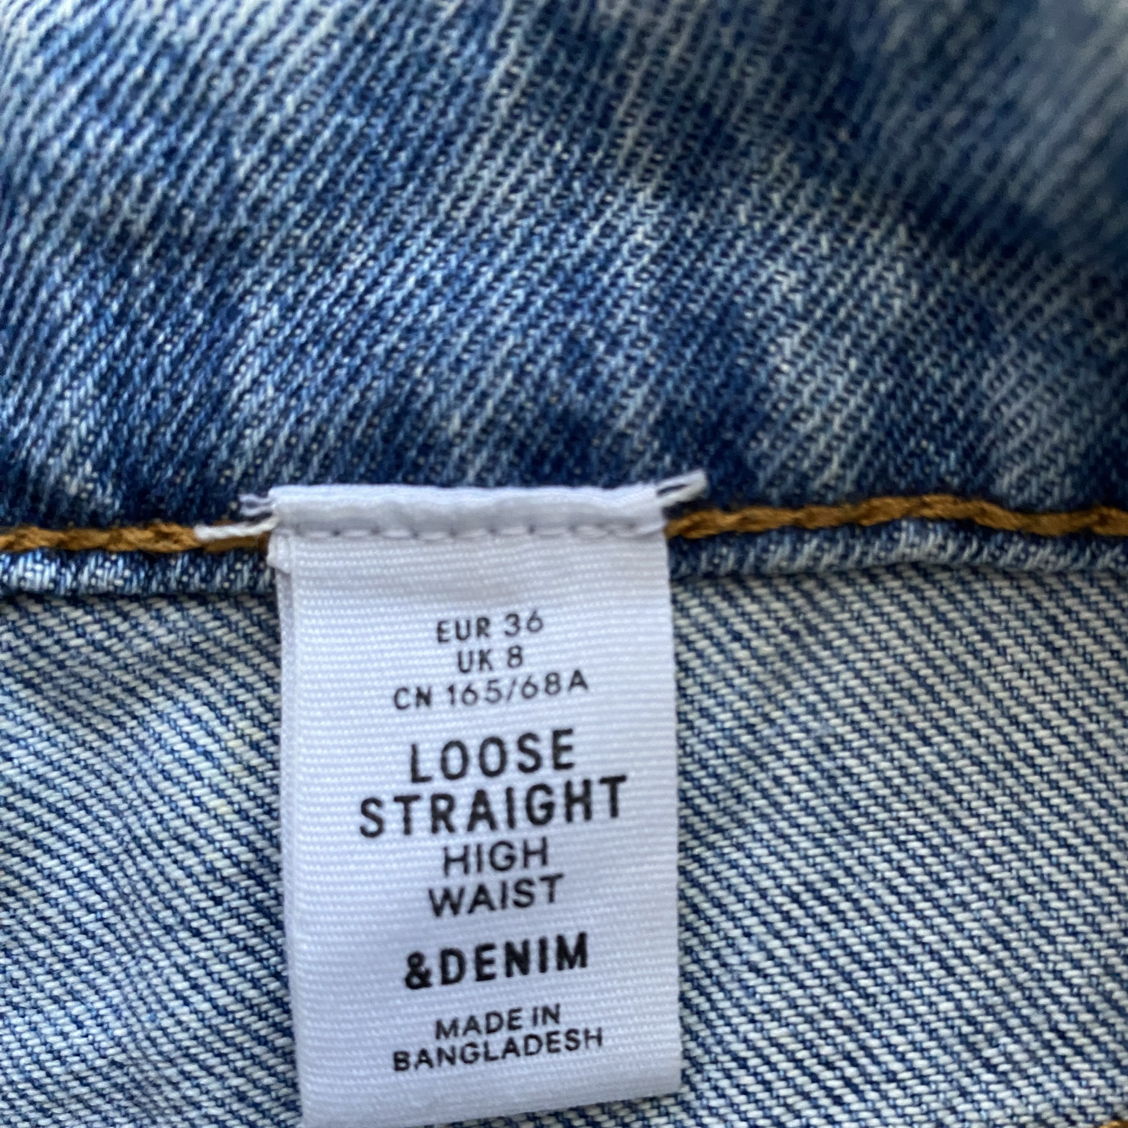 EUR 36
UK 8
CN 165/68A
LOOSE
STRAIGHT
HIGH
WAIST
&DENIM
MADE IN
BANGLADESH